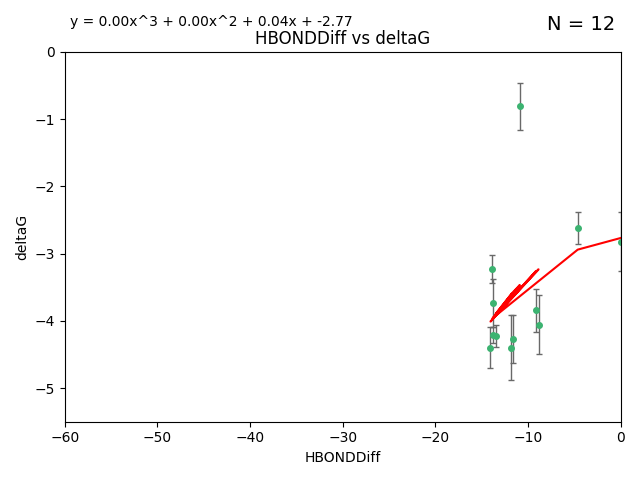 y = 0.00x^3 + 0.00x^2 + 0.04x + -2.77
N = 12
HBONDDiff vs deltaG
0
−1
−2
−3
−4
−5
deltaG
−60 −50 −40 −30 −20 −10 0
HBONDDiff